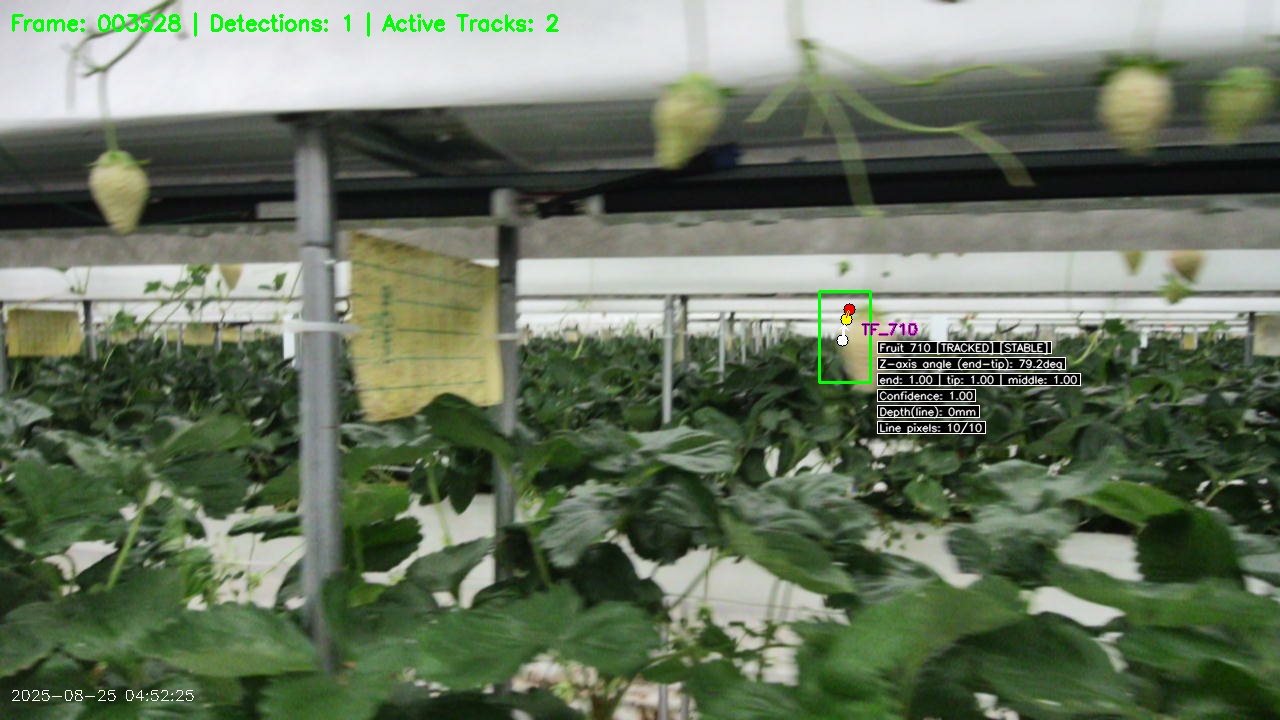 Frame: 003528 | Detections: 1 | Active Tracks: 2
TF_710
Fruit 710 [TRACKED] [STABLE]
Z-axis angle (end-tip): 79.2deg
end: 1.00 | tip: 1.00 | middle: 1.00
Confidence: 1.00
Depth(line): 0mm
Line pixels: 10/10
2025-08-25 04:52:25